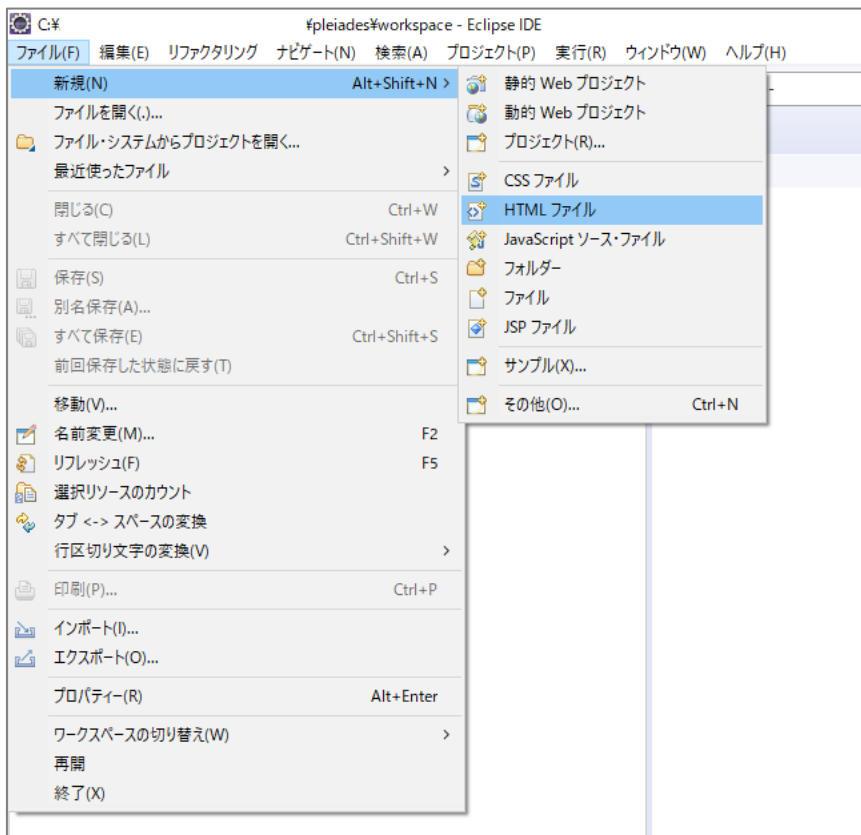 C:¥ ¥pleiades¥workspace - Eclipse IDE
ファイル(F) 編集(E) リファクタリング ナビゲート(N) 検索(A) プロジェクト(P) 実行(R) ウィンドウ(W) ヘルプ(H)
新規(N) Alt+Shift+N >
ファイルを開く(.)...
ファイル・システムからプロジェクトを開く...
最近使ったファイル >
閉じる(C) Ctrl+W
すべて閉じる(L) Ctrl+Shift+W
保存(S) Ctrl+S
別名保存(A)...
すべて保存(E) Ctrl+Shift+S
前回保存した状態に戻す(T)
移動(V)...
名前変更(M)... F2
リフレッシュ(F) F5
選択リソースのカウント
タブ <-> スペースの変換
行区切り文字の変換(V) >
印刷(P)... Ctrl+P
インポート(I)...
エクスポート(O)...
プロパティー(R) Alt+Enter
ワークスペースの切り替え(W) >
再開
終了(X)
静的 Web プロジェクト
動的 Web プロジェクト
プロジェクト(R)...
CSS ファイル
HTML ファイル
JavaScript ソース・ファイル
フォルダー
ファイル
JSP ファイル
サンプル(X)...
その他(O)... Ctrl+N